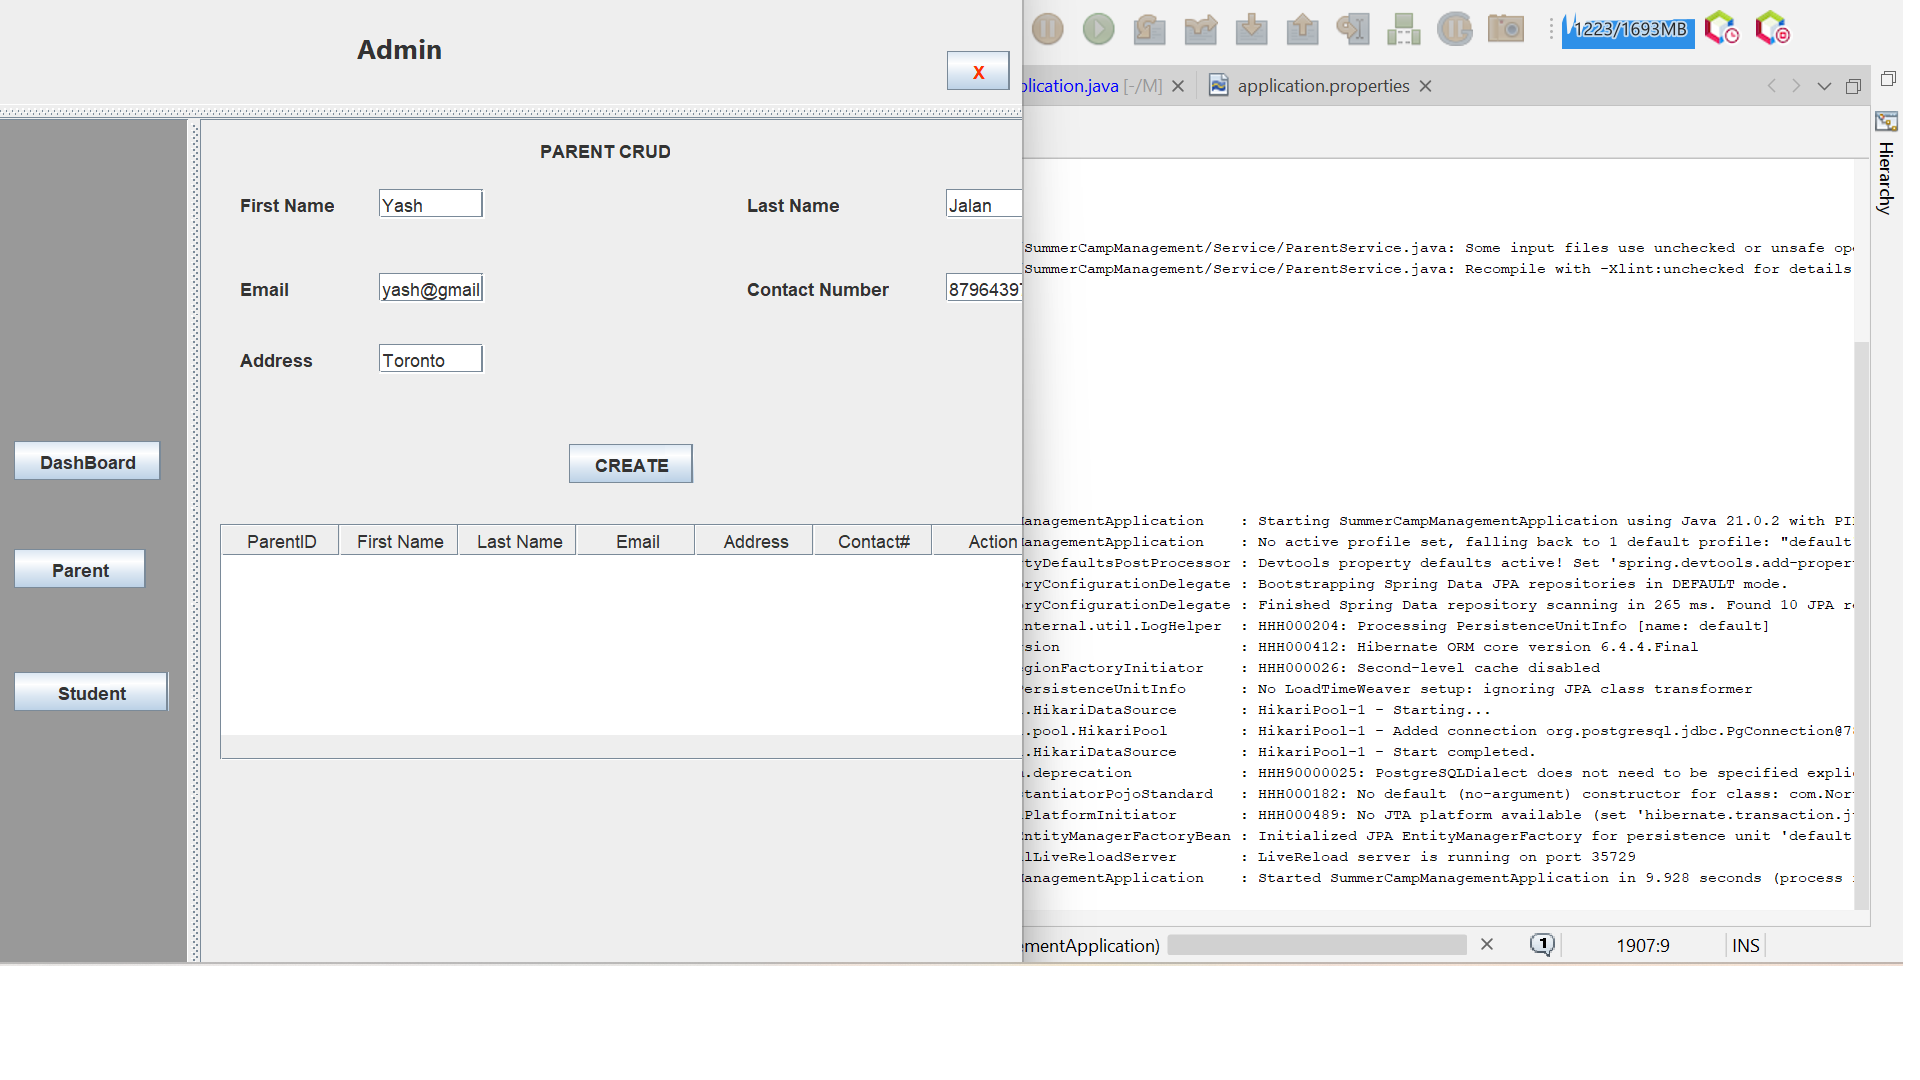 Admin
X
1223/1693MB
plication.java [-/M]
application.properties
Hierarchy
PARENT CRUD
First Name
Yash
Last Name
Jalan
Email
yash@gmail
Contact Number
8796439
Address
Toronto
DashBoard
Parent
Student
CREATE
ParentID First Name Last Name Email Address Contact# Action
SummerCampManagement/Service/ParentService.java: Some input files use unchecked or unsafe ope
SummerCampManagement/Service/ParentService.java: Recompile with -Xlint:unchecked for details
anagementApplication : Starting SummerCampManagementApplication using Java 21.0.2 with PI
anagementApplication : No active profile set, falling back to 1 default profile: "default
tyDefaultsPostProcessor : Devtools property defaults active! Set 'spring.devtools.add-proper
ryConfigurationDelegate : Bootstrapping Spring Data JPA repositories in DEFAULT mode.
ryConfigurationDelegate : Finished Spring Data repository scanning in 265 ms. Found 10 JPA r
nternal.util.LogHelper : HHH000204: Processing PersistenceUnitInfo [name: default]
sion : HHH000412: Hibernate ORM core version 6.4.4.Final
gionFactoryInitiator : HHH000026: Second-level cache disabled
PersistenceUnitInfo : No LoadTimeWeaver setup: ignoring JPA class transformer
.HikariDataSource : HikariPool-1 - Starting...
.pool.HikariPool : HikariPool-1 - Added connection org.postgresql.jdbc.PgConnection@7
.HikariDataSource : HikariPool-1 - Start completed.
.deprecation : HHH90000025: PostgreSQLDialect does not need to be specified expli
tantiatorPojoStandard : HHH000182: No default (no-argument) constructor for class: com.Nor
PlatformInitiator : HHH000489: No JTA platform available (set 'hibernate.transaction.j
EntityManagerFactoryBean : Initialized JPA EntityManagerFactory for persistence unit 'default
lLiveReloadServer : LiveReload server is running on port 35729
anagementApplication : Started SummerCampManagementApplication in 9.928 seconds (process
ementApplication)
1
1907:9
INS